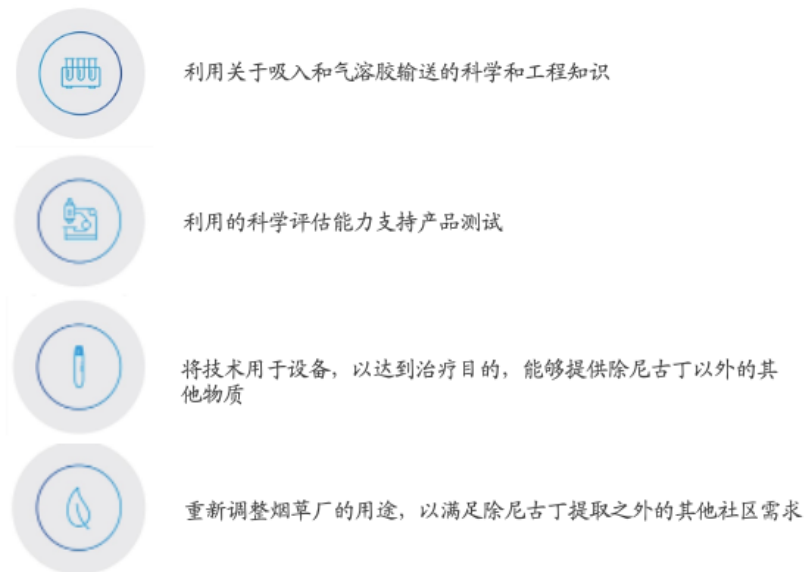 利用关于吸入和气溶胶输送的科学和工程知识
利用的科学评估能力支持产品测试
将技术用于设备，以达到治疗目的，能够提供除尼古丁以外的其
他物质
重新调整烟草厂的用途，以满足除尼古丁提取之外的其他社区需求